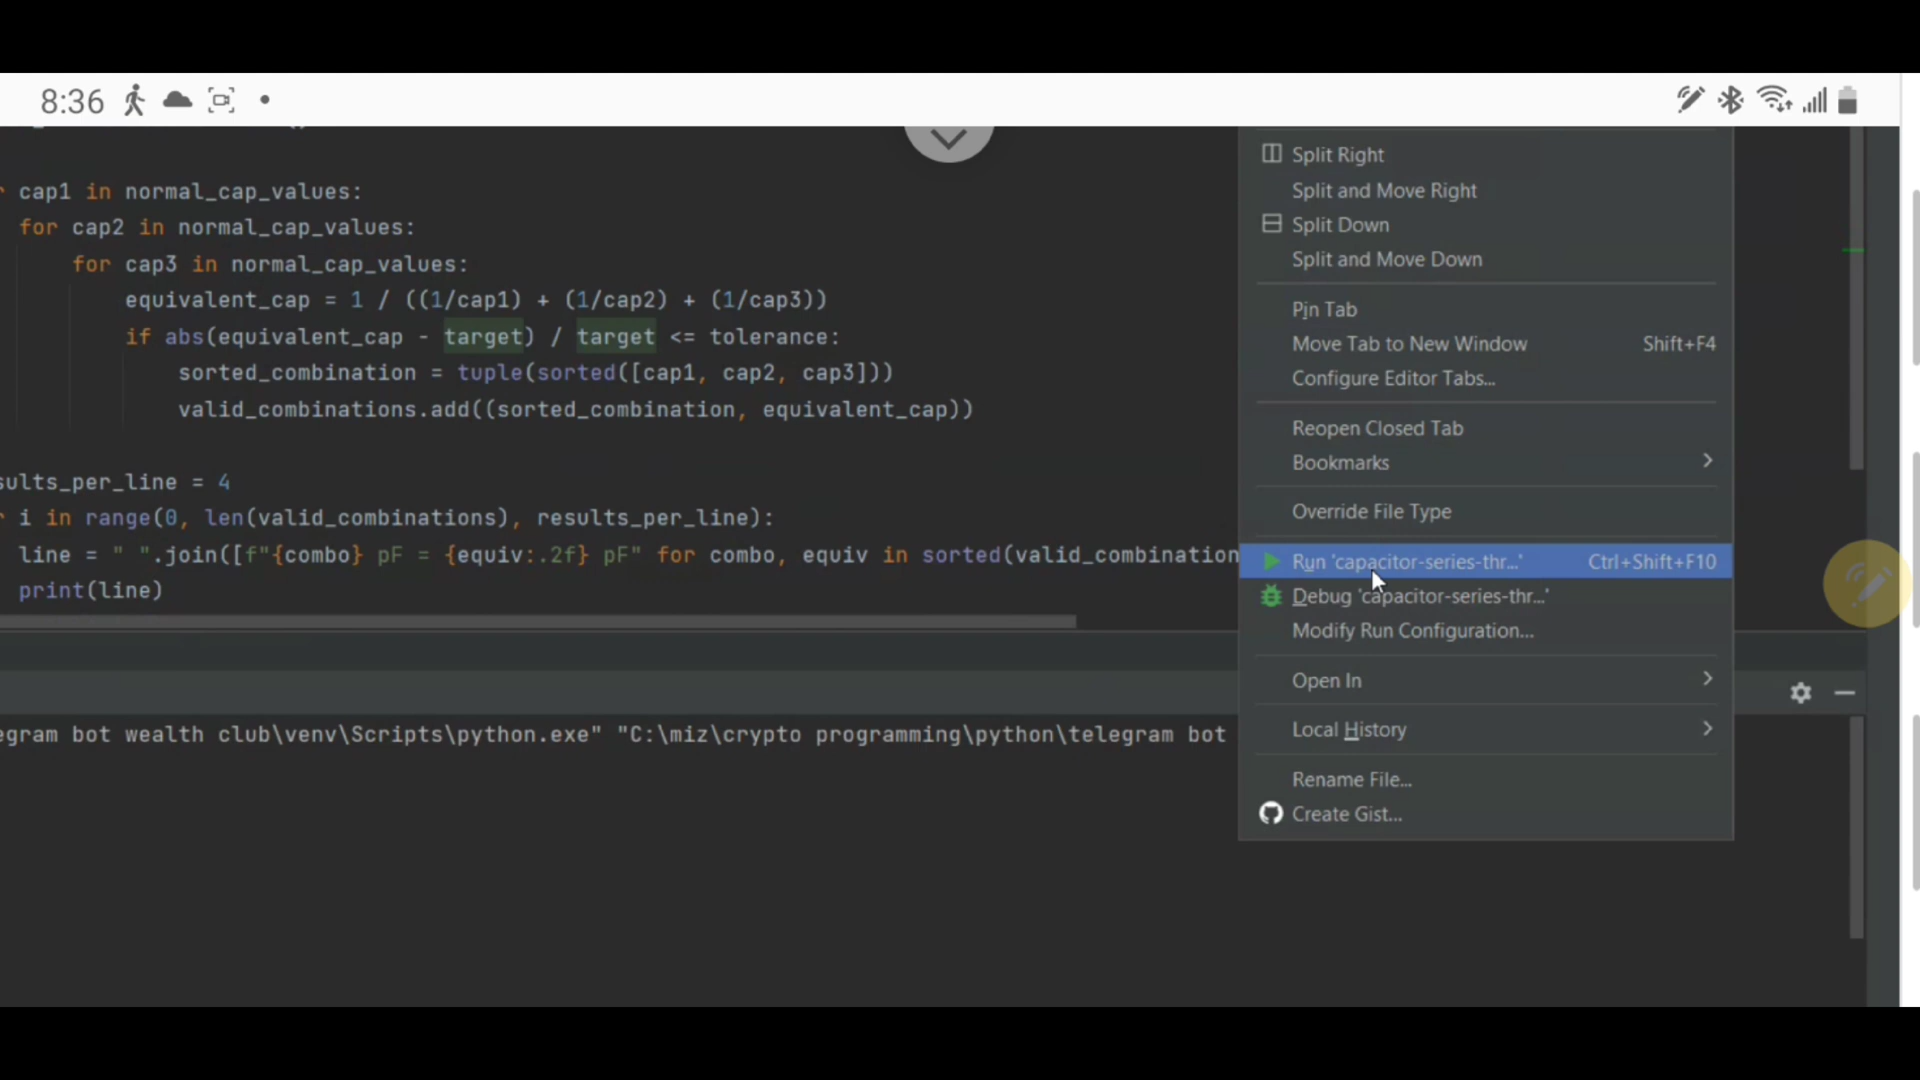 8:36
cap1 in normal_cap_values:
for cap2 in normal_cap_values:
for cap3 in normal_cap_values:
equivalent_cap = 1 / ((1/cap1) + (1/cap2) + (1/cap3))
if abs(equivalent_cap - target) / target <= tolerance:
sorted_combination = tuple(sorted([cap1, cap2, cap3]))
valid_combinations.add((sorted_combination, equivalent_cap))
sults_per_line = 4
r i in range(0, len(valid_combinations), results_per_line):
line = " ".join([f"{combo} pF = {equiv:.2f} pF" for combo, equiv in sorted(valid_combination
print(line)
egram bot wealth club\venv\Scripts\python.exe" "C:\miz\crypto programming\python\telegram bot
Split Right
Split and Move Right
Split Down
Split and Move Down
Pin Tab
Move Tab to New Window Shift+F4
Configure Editor Tabs...
Reopen Closed Tab
Bookmarks
Override File Type
Run 'capacitor-series-thr...' Ctrl+Shift+F10
Debug 'capacitor-series-thr...'
Modify Run Configuration...
Open In
Local History
Rename File...
Create Gist...